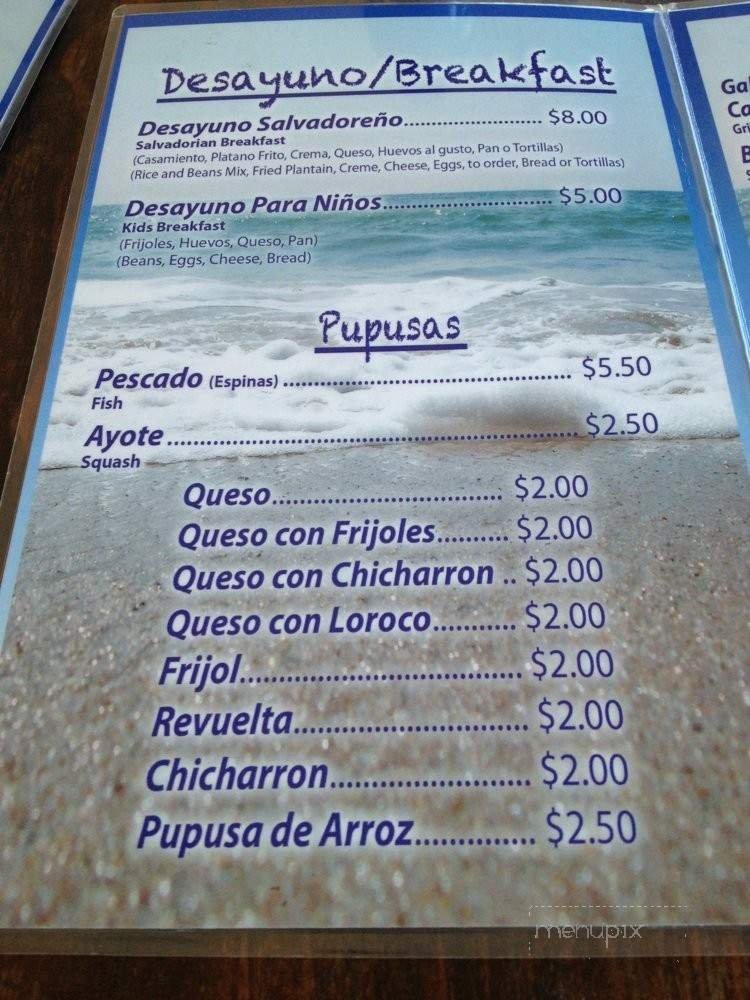 Desayuno/Breakfast
Desayuno Salvadoreño.......................... $8.00
Salvadorian Breakfast
(Casamiento, Platano Frito, Crema, Queso, Huevos al gusto, Pan o Tortillas)
(Rice and Beans Mix, Fried Plantain, Creme, Cheese, Eggs, to order, Bread or Tortillas)
Desayuno Para Niños............................ $5.00
Kids Breakfast
(Frijoles, Huevos, Queso, Pan)
(Beans, Eggs, Cheese, Bread)
Pupusas
Pescado (Espinas) ................................................ $5.50
Fish
Ayote .................................................................. $2.50
Squash
Queso................................. $2.00
Queso con Frijoles.......... $2.00
Queso con Chicharron .. $2.00
Queso con Loroco............ $2.00
Frijol....................................... $2.00
Revuelta................................ $2.00
Chicharron........................... $2.00
Pupusa de Arroz............... $2.50
menupix